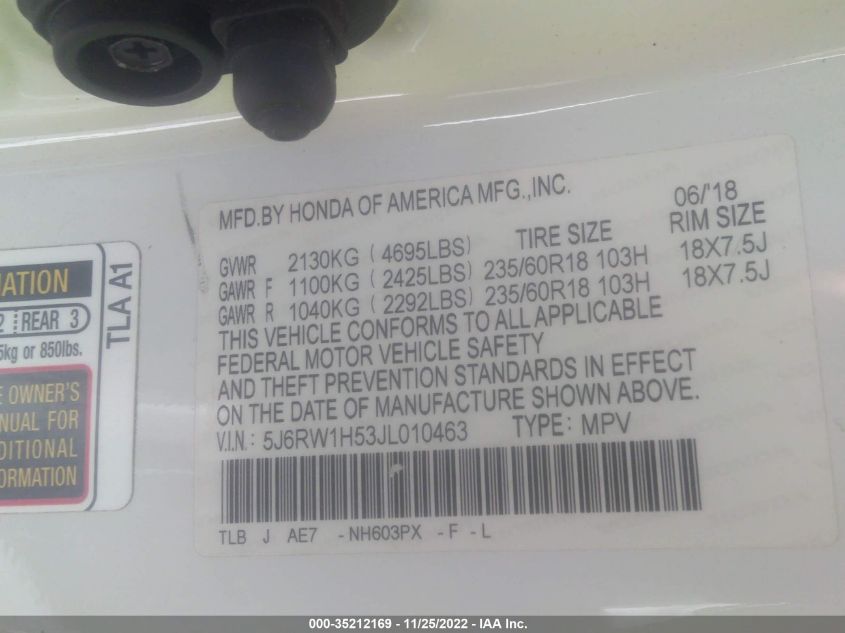 MFD.BY HONDA OF AMERICA MFG.,INC. 06/'18
GVWR 2130KG (4695LBS) TIRE SIZE RIM SIZE
GAWR F 1100KG (2425LBS) 235/60R18 103H 18X7.5J
GAWR R 1040KG (2292LBS) 235/60R18 103H 18X7.5J
THIS VEHICLE CONFORMS TO ALL APPLICABLE
FEDERAL MOTOR VEHICLE SAFETY
AND THEFT PREVENTION STANDARDS IN EFFECT
ON THE DATE OF MANUFACTURE SHOWN ABOVE.
V.I.N.: 5J6RW1H53JL010463 TYPE: MPV
TLB J AE7 -NH603PX -F -L
MATION
2 REAR 3
5kg or 850lbs.
TLA A1
E OWNER'S
NUAL FOR
DITIONAL
FORMATION
000-35212169 - 11/25/2022 - IAA Inc.